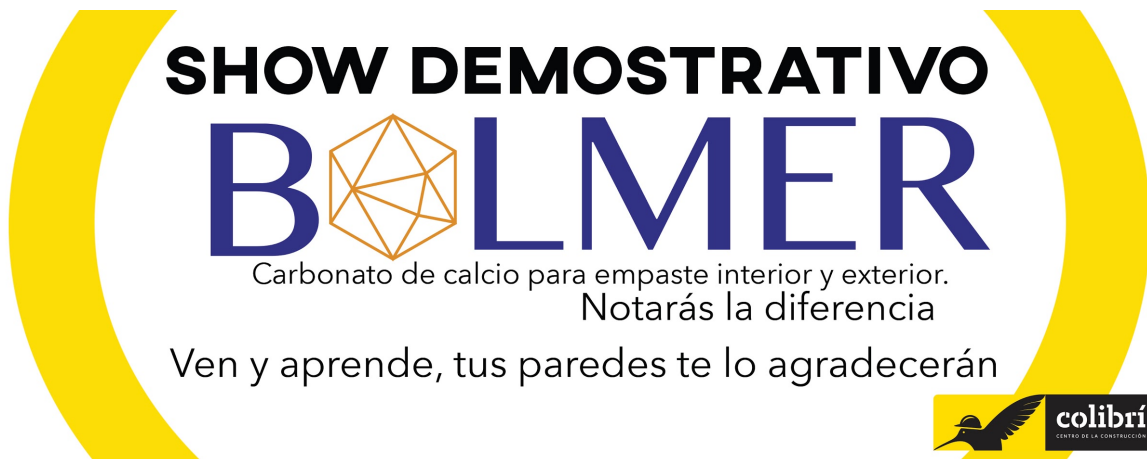 SHOW DEMOSTRATIVO
BOLMER
Carbonato de calcio para empaste interior y exterior.
Notarás la diferencia
Ven y aprende, tus paredes te lo agradecerán
colibrí
CENTRO DE LA CONSTRUCCIÓN